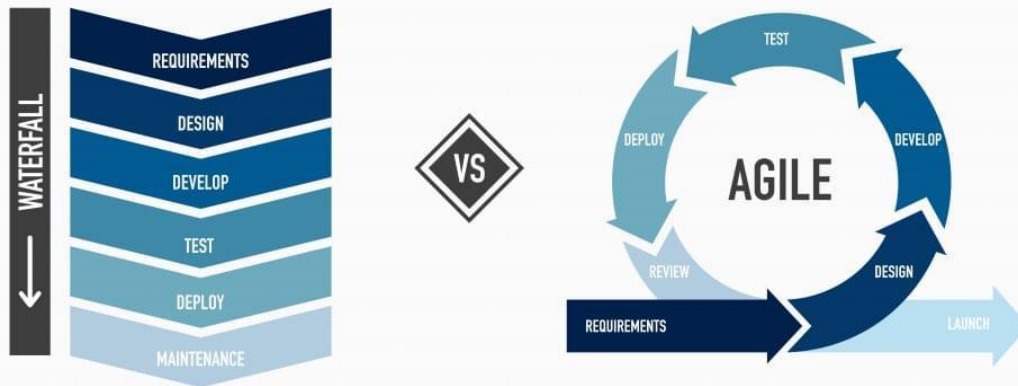 WATERFALL
REQUIREMENTS
DESIGN
DEVELOP
TEST
DEPLOY
MAINTENANCE
VS
AGILE
REQUIREMENTS
DESIGN
DEVELOP
TEST
DEPLOY
REVIEW
LAUNCH